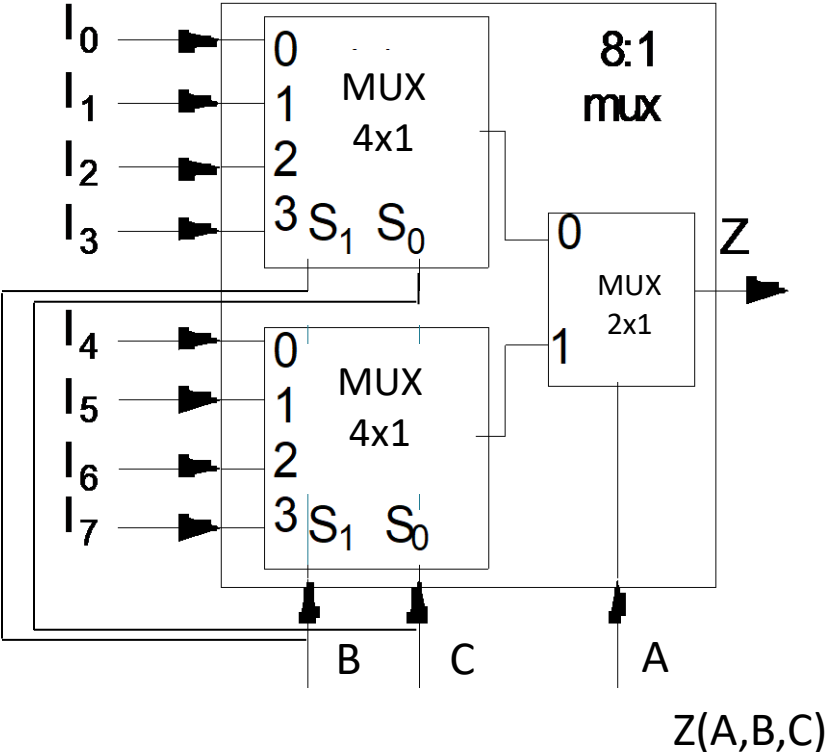 I0
I1
I2
I3
0
1
2
3 S1 S0
MUX
4x1
8:1
mux
I4
I5
I6
I7
0
1
2
3 S1 S0
MUX
4x1
0
1
MUX
2x1
Z
B C A
Z(A,B,C)